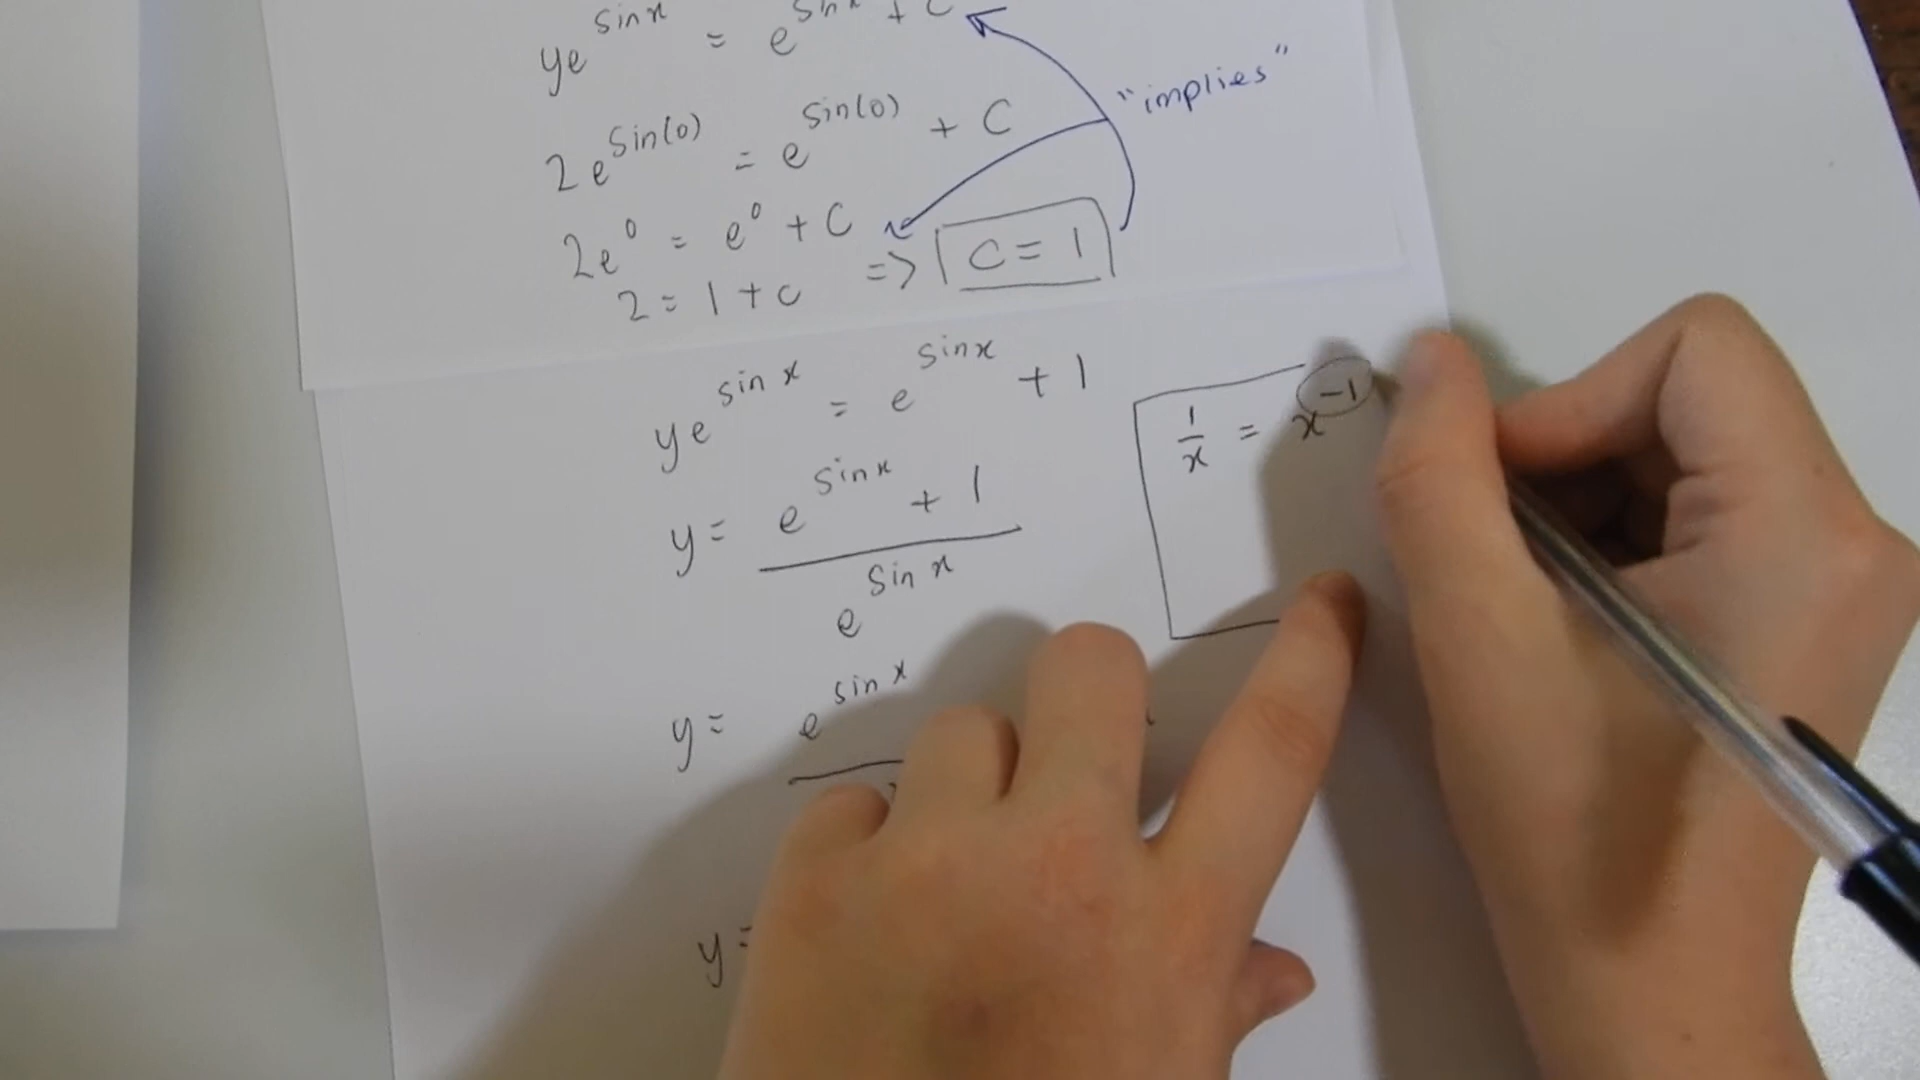 ye^sin x = e^sin x + C
"implies"
2e^sin(0) = e^sin(0) + C
2e^0 = e^0 + C
2 = 1 + c => C = 1
ye^sin x = e^sin x + 1
1/x = x^-1
y = (e^sin x + 1)/e^sin x
y = e^sin x
y =